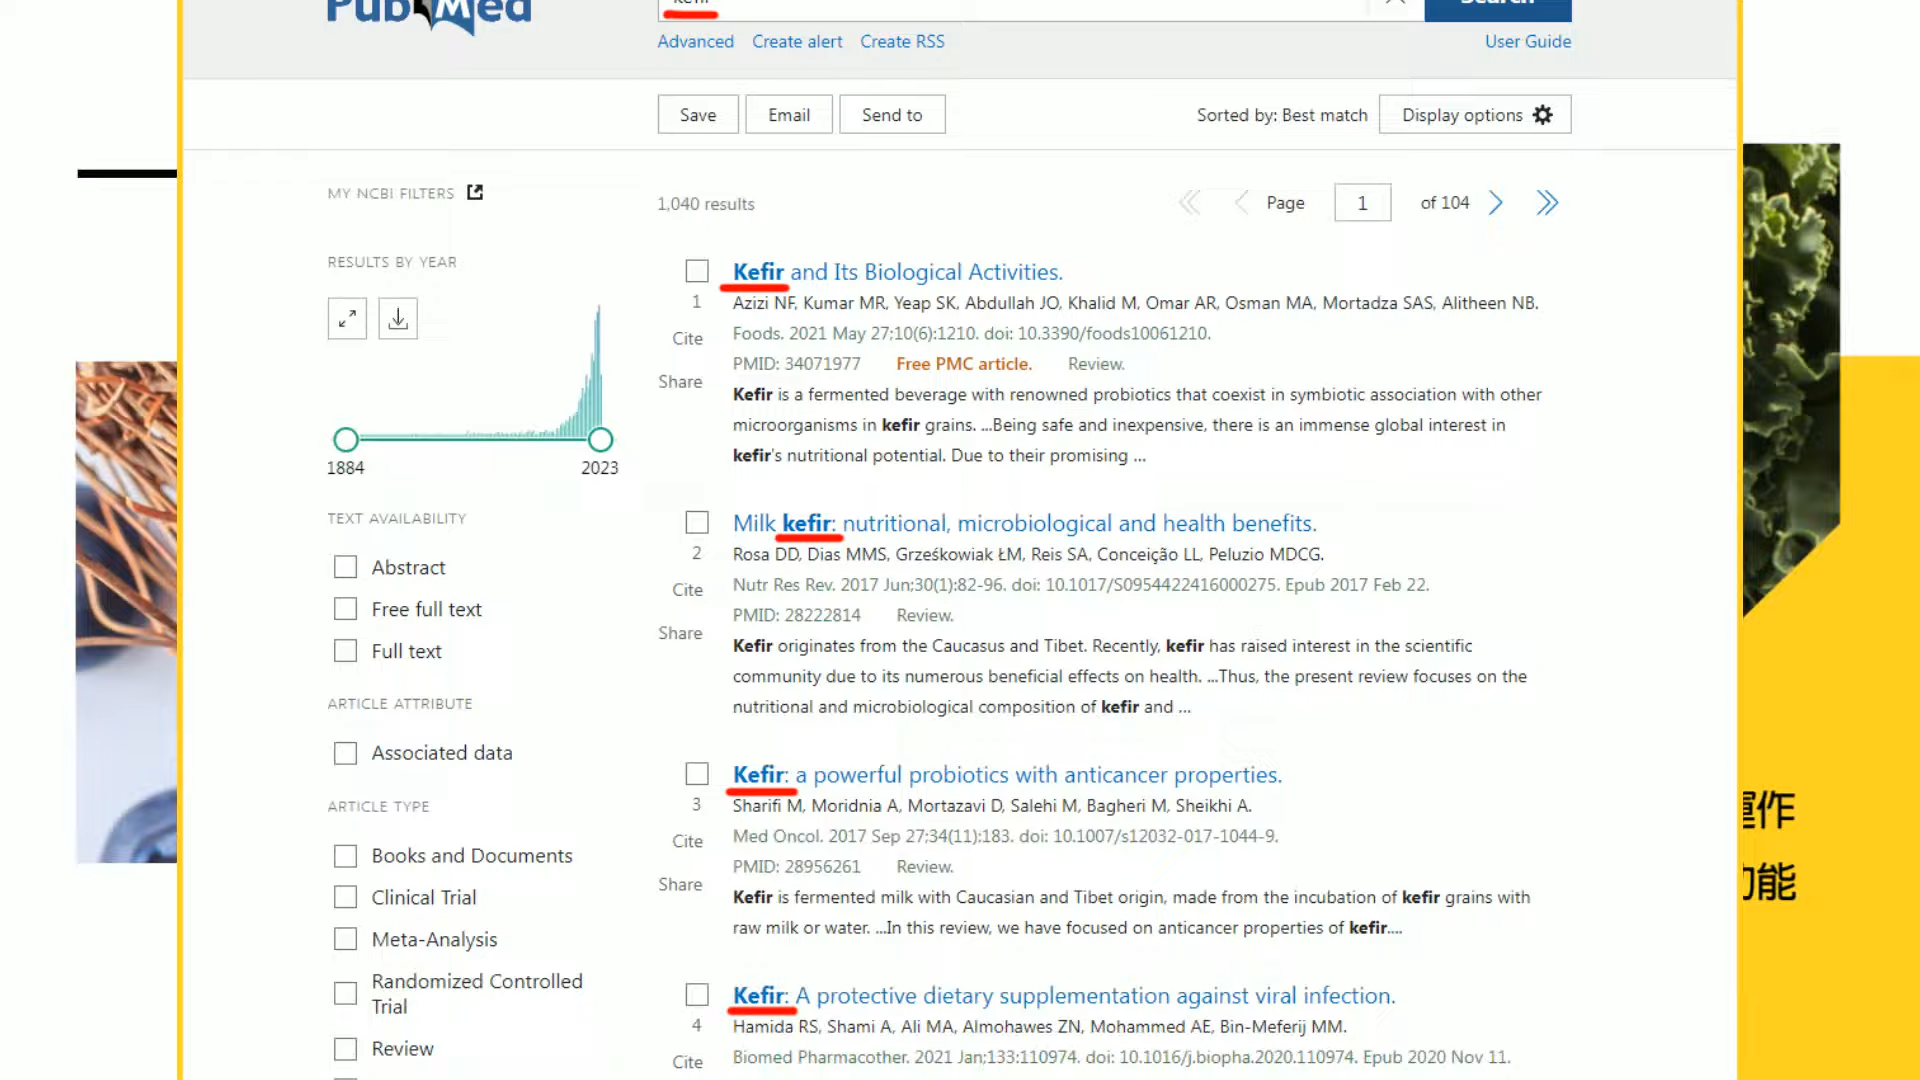 PubMed
kefir
Search
Advanced
Create alert
Create RSS
User Guide
Save
Email
Send to
Sorted by: Best match
Display options
MY NCBI FILTERS
1,040 results
Page
1
of 104
RESULTS BY YEAR
1884
2023
TEXT AVAILABILITY
Abstract
Free full text
Full text
ARTICLE ATTRIBUTE
Associated data
ARTICLE TYPE
Books and Documents
Clinical Trial
Meta-Analysis
Randomized Controlled
Trial
Review
Kefir and Its Biological Activities.
1
Azizi NF, Kumar MR, Yeap SK, Abdullah JO, Khalid M, Omar AR, Osman MA, Mortadza SAS, Alitheen NB.
Cite
Foods. 2021 May 27;10(6):1210. doi: 10.3390/foods10061210.
PMID: 34071977 Free PMC article. Review.
Share
Kefir is a fermented beverage with renowned probiotics that coexist in symbiotic association with other
microorganisms in kefir grains. ...Being safe and inexpensive, there is an immense global interest in
kefir's nutritional potential. Due to their promising ...
Milk kefir: nutritional, microbiological and health benefits.
2
Rosa DD, Dias MMS, Grześkowiak ŁM, Reis SA, Conceição LL, Peluzio MDCG.
Cite
Nutr Res Rev. 2017 Jun;30(1):82-96. doi: 10.1017/S0954422416000275. Epub 2017 Feb 22.
PMID: 28222814 Review.
Share
Kefir originates from the Caucasus and Tibet. Recently, kefir has raised interest in the scientific
community due to its numerous beneficial effects on health. ...Thus, the present review focuses on the
nutritional and microbiological composition of kefir and ...
Kefir: a powerful probiotics with anticancer properties.
3
Sharifi M, Moridnia A, Mortazavi D, Salehi M, Bagheri M, Sheikhi A.
Cite
Med Oncol. 2017 Sep 27;34(11):183. doi: 10.1007/s12032-017-1044-9.
PMID: 28956261 Review.
Share
Kefir is fermented milk with Caucasian and Tibet origin, made from the incubation of kefir grains with
raw milk or water. ...In this review, we have focused on anticancer properties of kefir....
Kefir: A protective dietary supplementation against viral infection.
4
Hamida RS, Shami A, Ali MA, Almohawes ZN, Mohammed AE, Bin-Meferij MM.
Cite
Biomed Pharmacother. 2021 Jan;133:110974. doi: 10.1016/j.biopha.2020.110974. Epub 2020 Nov 11.
運作
功能